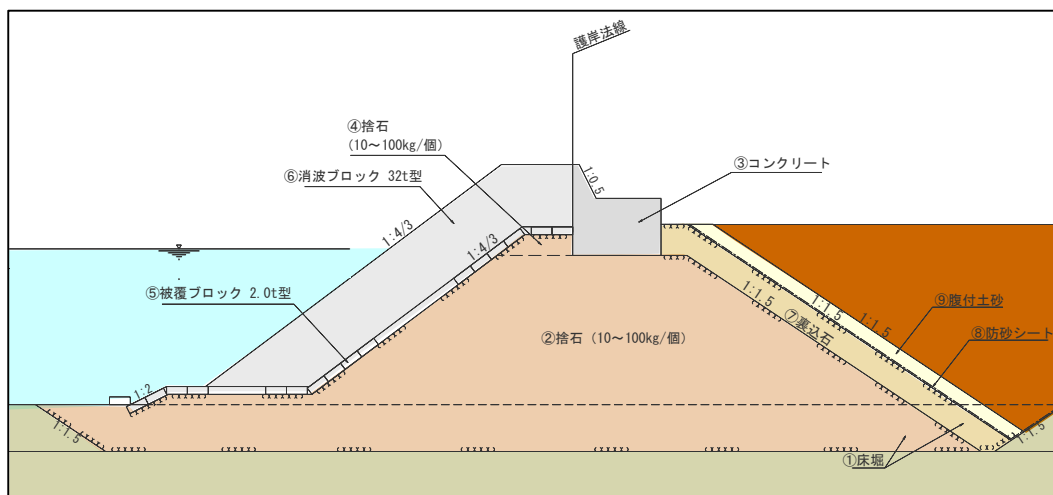 護岸法線
④捨石
(10～100kg/個)
⑥消波ブロック 32t型
1:0.5
③コンクリート
1:4/3
1:4/3
⑤被覆ブロック 2.0t型
②捨石 (10～100kg/個)
1:1.5
⑦裏込石
1:1.5
1:1.5
⑨腹付土砂
⑧防砂シート
1:2
1:1.5
1:1.5
①床堀